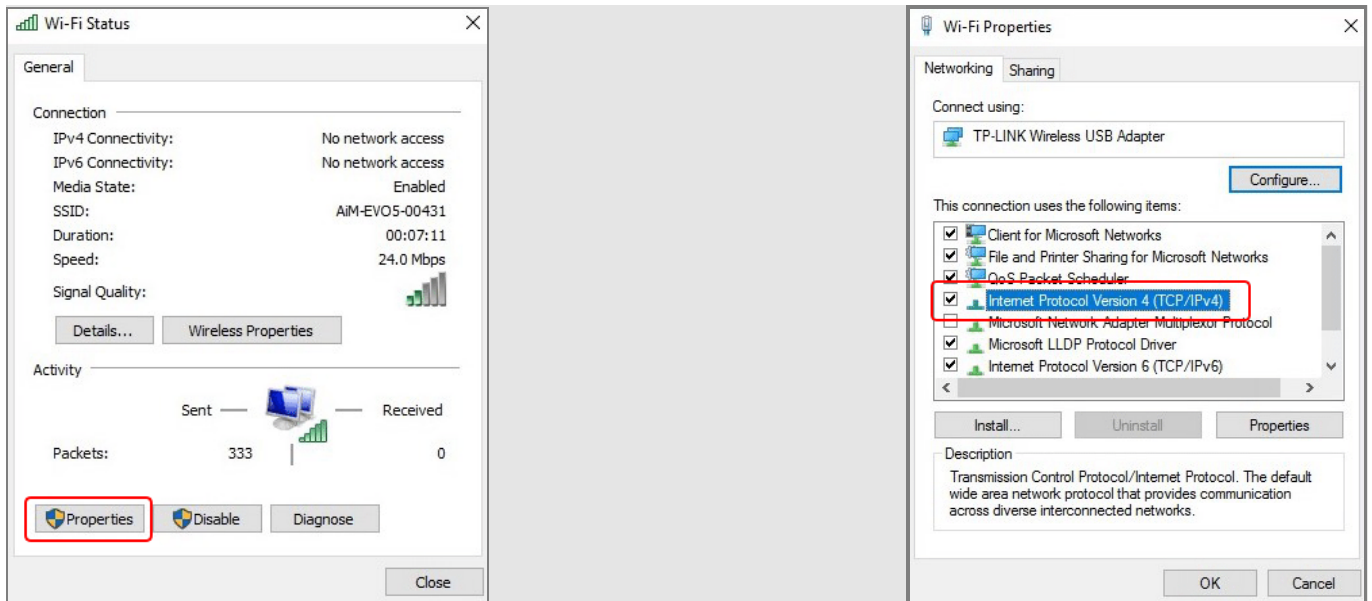 Wi-Fi Status
General
Connection
IPv4 Connectivity: No network access
IPv6 Connectivity: No network access
Media State: Enabled
SSID: AiM-EVO5-00431
Duration: 00:07:11
Speed: 24.0 Mbps
Signal Quality:
Details... Wireless Properties
Activity
Sent Received
Packets: 333 0
Properties Disable Diagnose
Close
Wi-Fi Properties
Networking Sharing
Connect using:
TP-LINK Wireless USB Adapter
Configure...
This connection uses the following items:
Client for Microsoft Networks
File and Printer Sharing for Microsoft Networks
QoS Packet Scheduler
Internet Protocol Version 4 (TCP/IPv4)
Microsoft Network Adapter Multiplexor Protocol
Microsoft LLDP Protocol Driver
Internet Protocol Version 6 (TCP/IPv6)
Install... Uninstall Properties
Description
Transmission Control Protocol/Internet Protocol. The default
wide area network protocol that provides communication
across diverse interconnected networks.
OK Cancel